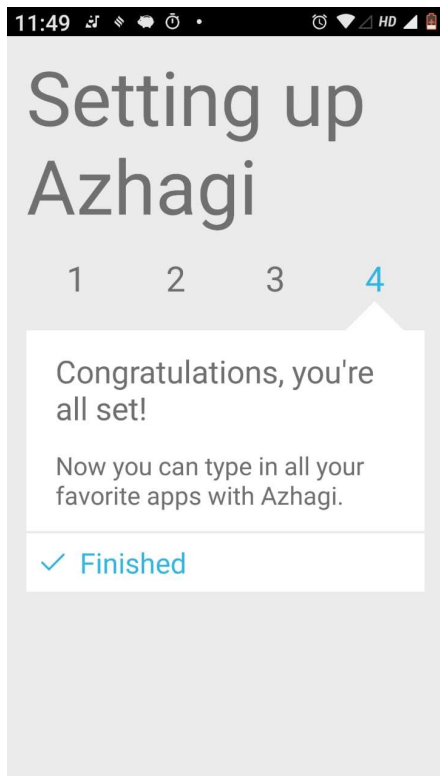 11:49 HD
Setting up
Azhagi
1 2 3 4
Congratulations, you're
all set!
Now you can type in all your
favorite apps with Azhagi.
Finished